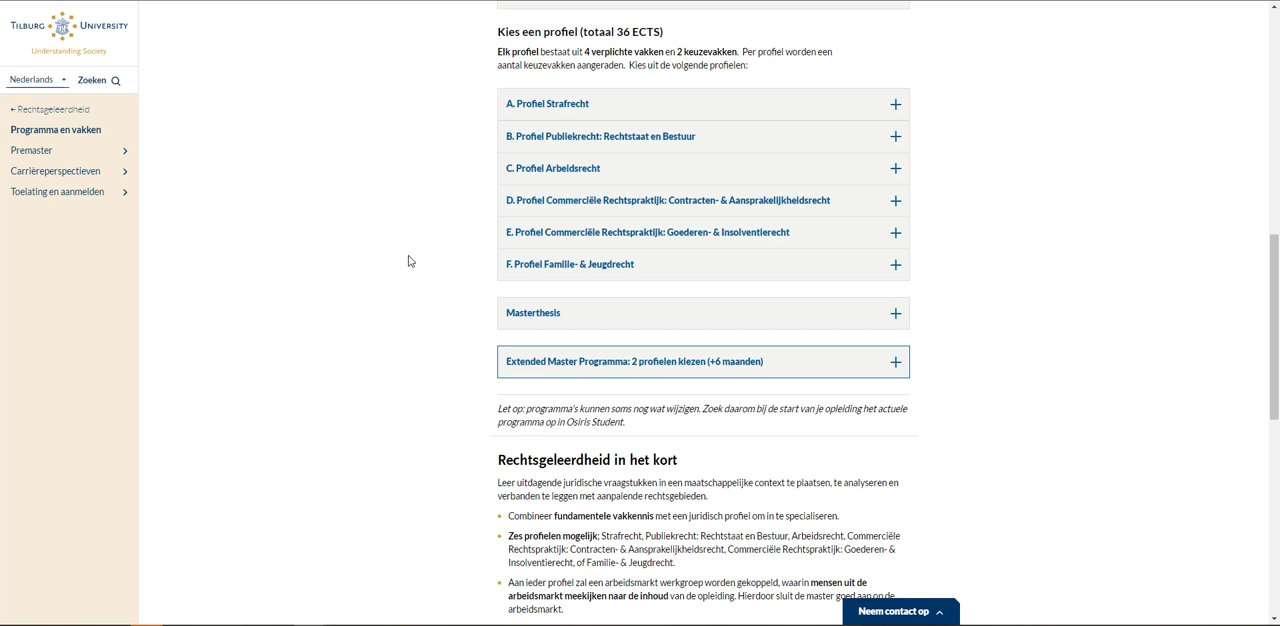 TILBURG UNIVERSITY
Understanding Society
Nederlands
Zoeken
Rechtsgeleerdheid
Programma en vakken
Premaster
Carrièreperspectieven
Toelating en aanmelden
Kies een profiel (totaal 36 ECTS)
Elk profiel bestaat uit 4 verplichte vakken en 2 keuzevakken. Per profiel worden een
aantal keuzevakken aangeraden. Kies uit de volgende profielen:
A. Profiel Strafrecht
B. Profiel Publiekrecht: Rechtstaat en Bestuur
C. Profiel Arbeidsrecht
D. Profiel Commerciële Rechtspraktijk: Contracten- & Aansprakelijkheidsrecht
E. Profiel Commerciële Rechtspraktijk: Goederen- & Insolventierecht
F. Profiel Familie- & Jeugdrecht
Masterthesis
Extended Master Programma: 2 profielen kiezen (+6 maanden)
Let op: programma's kunnen soms nog wat wijzigen. Zoek daarom bij de start van je opleiding het actuele
programma op in Osiris Student.
Rechtsgeleerdheid in het kort
Leer uitdagende juridische vraagstukken in een maatschappelijke context te plaatsen, te analyseren en
verbanden te leggen met aanpalende rechtsgebieden.
Combineer fundamentele vakkennis met een juridisch profiel om in te specialiseren.
Zes profielen mogelijk; Strafrecht, Publiekrecht: Rechtstaat en Bestuur, Arbeidsrecht, Commerciële
Rechtspraktijk: Contracten- & Aansprakelijkheidsrecht, Commerciële Rechtspraktijk: Goederen- &
Insolventierecht, of Familie- & Jeugdrecht.
Aan ieder profiel zal een arbeidsmarkt werkgroep worden gekoppeld, waarin mensen uit de
arbeidsmarkt meekijken naar de inhoud van de opleiding. Hierdoor sluit de master goed aan op de
arbeidsmarkt.
Neem contact op